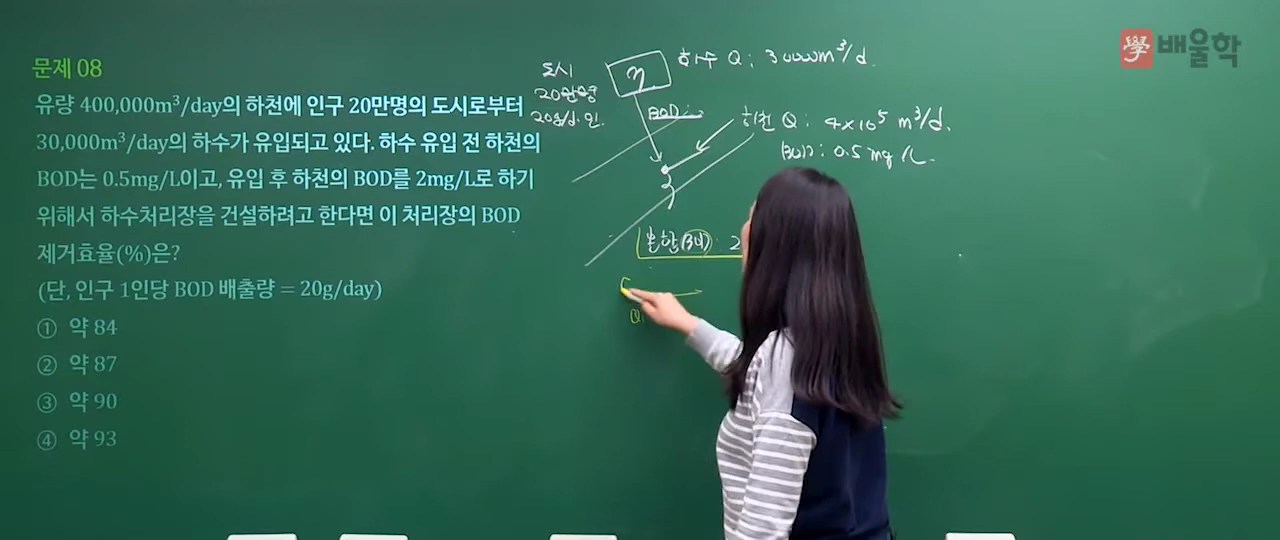 學 배울학
문제 08
유량 400,000m³/day의 하천에 인구 20만명의 도시로부터
30,000m³/day의 하수가 유입되고 있다. 하수 유입 전 하천의
BOD는 0.5mg/L이고, 유입 후 하천의 BOD를 2mg/L로 하기
위해서 하수처리장을 건설하려고 한다면 이 처리장의 BOD
제거효율(%)은?
(단, 인구 1인당 BOD 배출량 = 20g/day)
① 약 84
② 약 87
③ 약 90
④ 약 93
도시
20만명
20g/d·인
η
하수 Q: 30000m³/d.
BOD:
하천 Q: 4×10⁵ m³/d.
BOD: 0.5mg/L.
혼합BOD: 2
C
Q₁